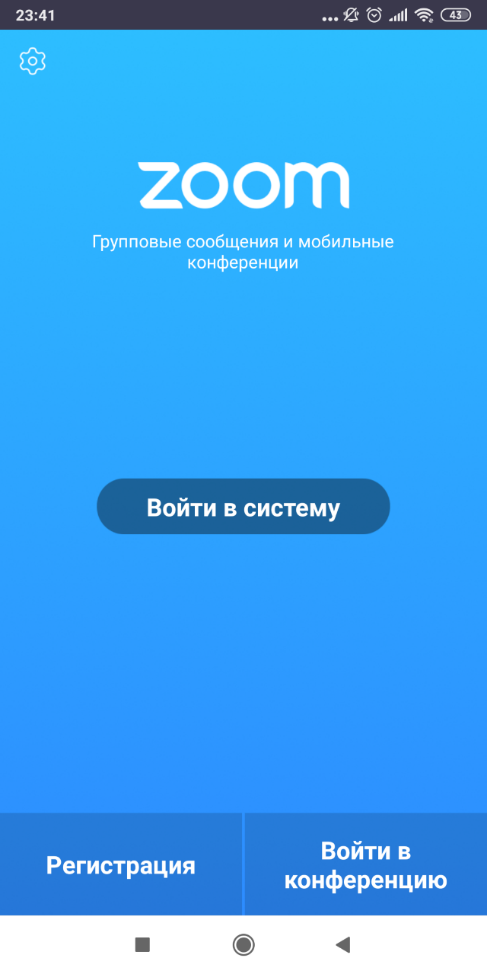 23:41
43
zoom
Групповые сообщения и мобильные
конференции
Войти в систему
Регистрация
Войти в
конференцию